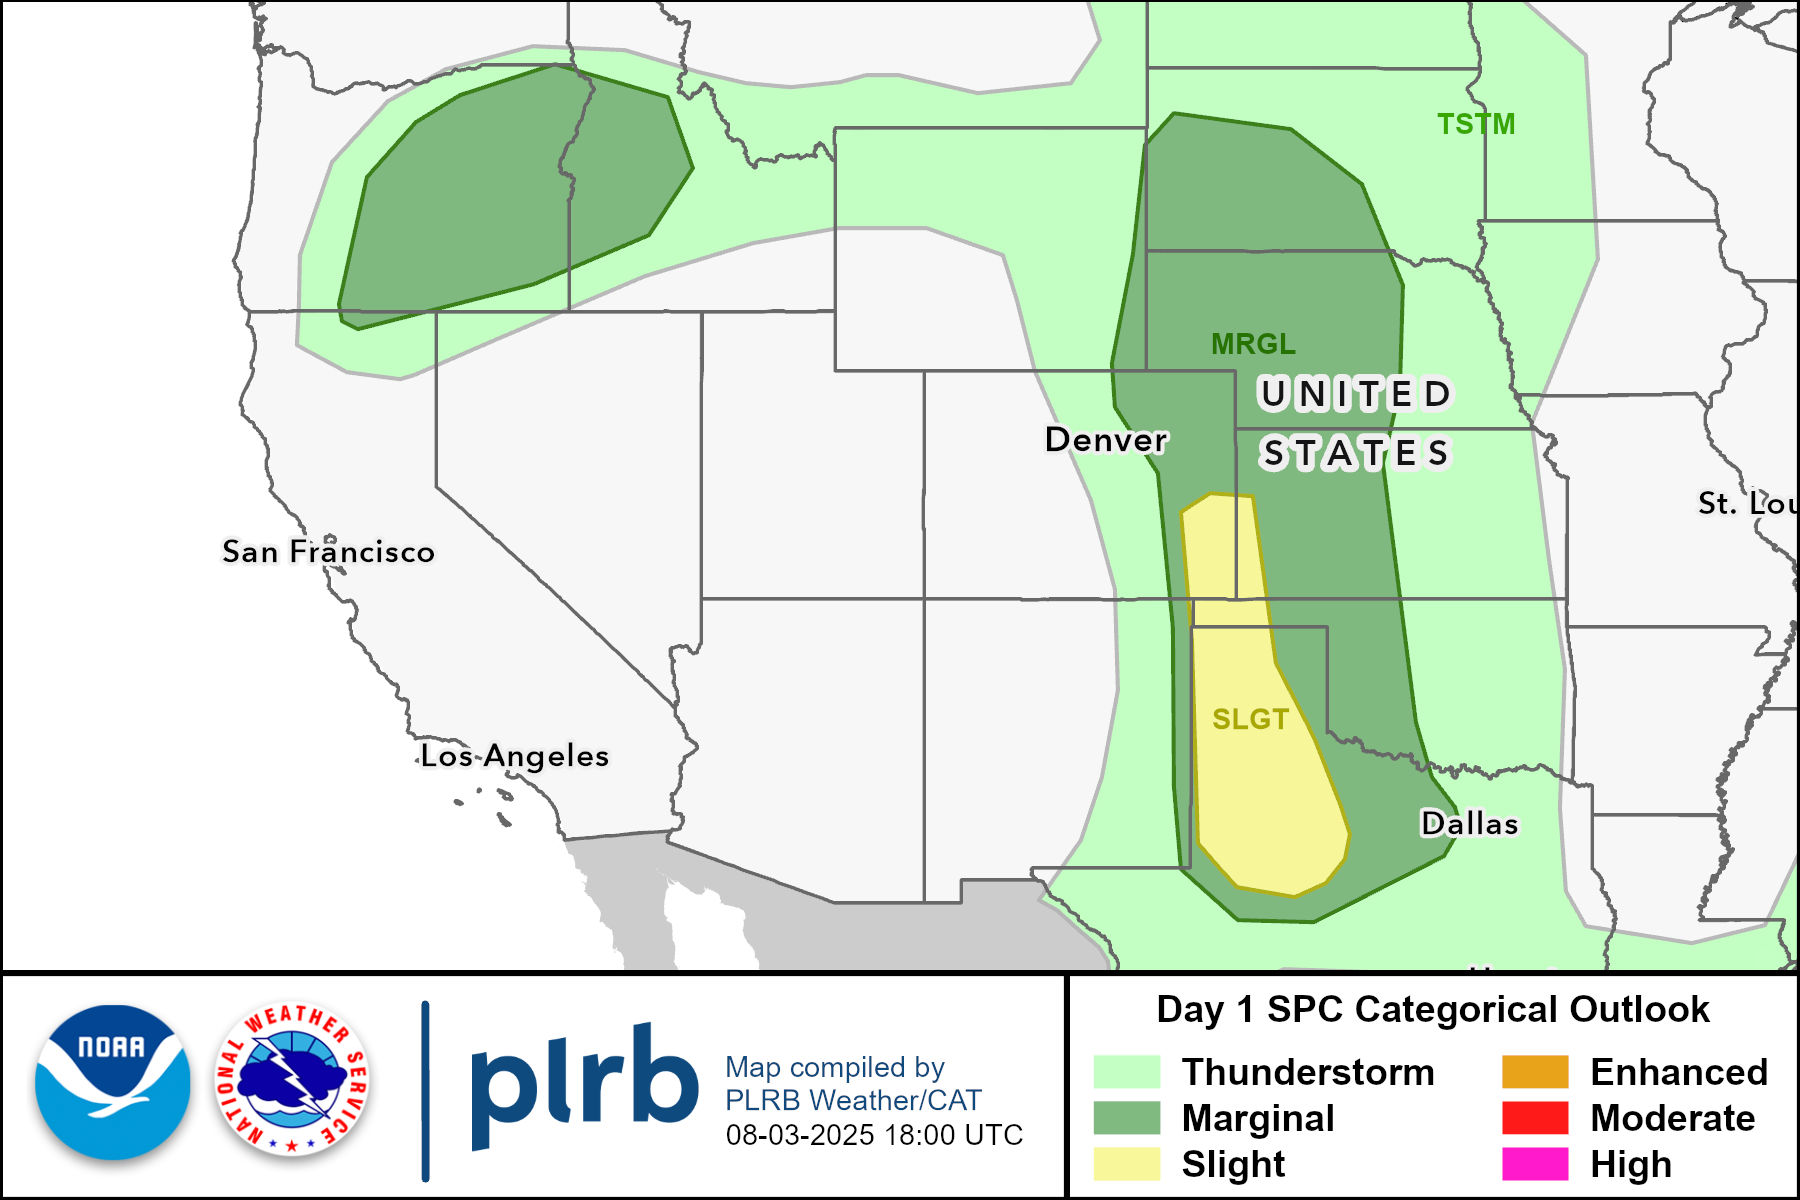 TSTM
MRGL
UNITED
STATES
Denver
St. Lou
San Francisco
SLGT
Los Angeles
Dallas
NOAA
NATIONAL WEATHER SERVICE
plrb
Map compiled by
PLRB Weather/CAT
08-03-2025 18:00 UTC
Day 1 SPC Categorical Outlook
Thunderstorm
Marginal
Slight
Enhanced
Moderate
High